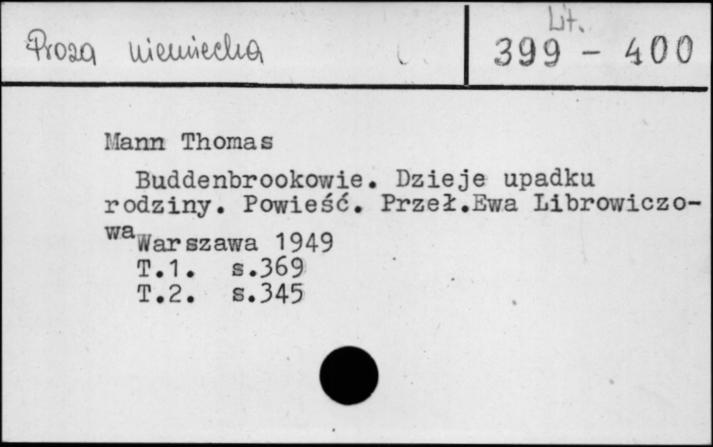 Proza niemiecka
Lt.
399 - 400
Mann Thomas
Buddenbrookowie. Dzieje upadku
rodziny. Powieść. Przeł.Ewa Librowiczo-
wa
Warszawa 1949
T.1. s.369
T.2. s.345